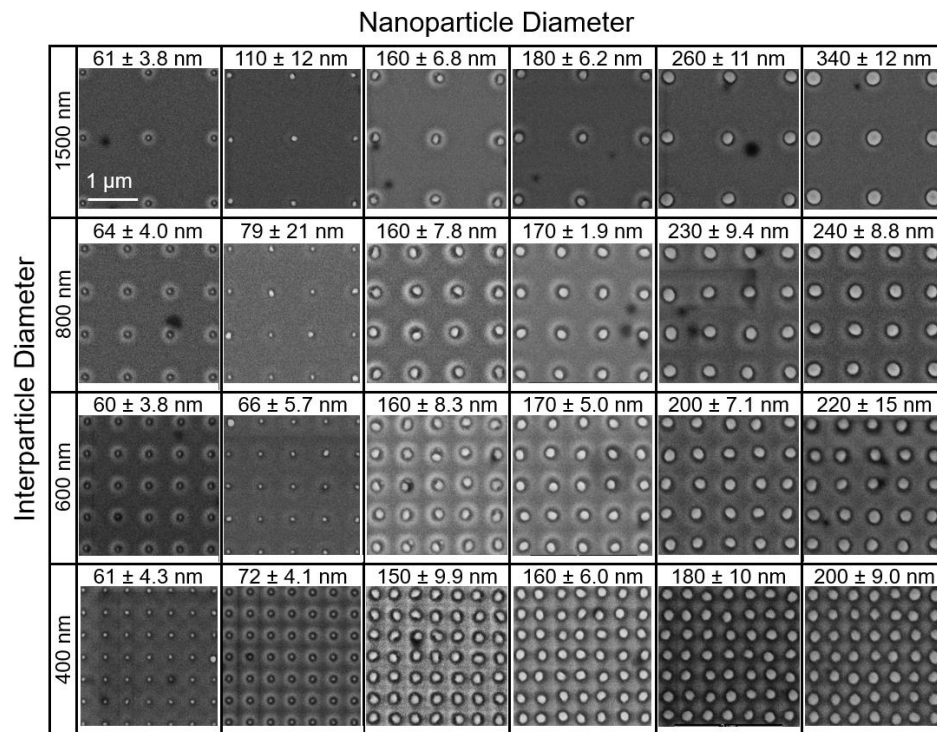 Nanoparticle Diameter
Interparticle Diameter
1500 nm
61 ± 3.8 nm
110 ± 12 nm
160 ± 6.8 nm
180 ± 6.2 nm
260 ± 11 nm
340 ± 12 nm
1 µm
800 nm
64 ± 4.0 nm
79 ± 21 nm
160 ± 7.8 nm
170 ± 1.9 nm
230 ± 9.4 nm
240 ± 8.8 nm
600 nm
60 ± 3.8 nm
66 ± 5.7 nm
160 ± 8.3 nm
170 ± 5.0 nm
200 ± 7.1 nm
220 ± 15 nm
400 nm
61 ± 4.3 nm
72 ± 4.1 nm
150 ± 9.9 nm
160 ± 6.0 nm
180 ± 10 nm
200 ± 9.0 nm